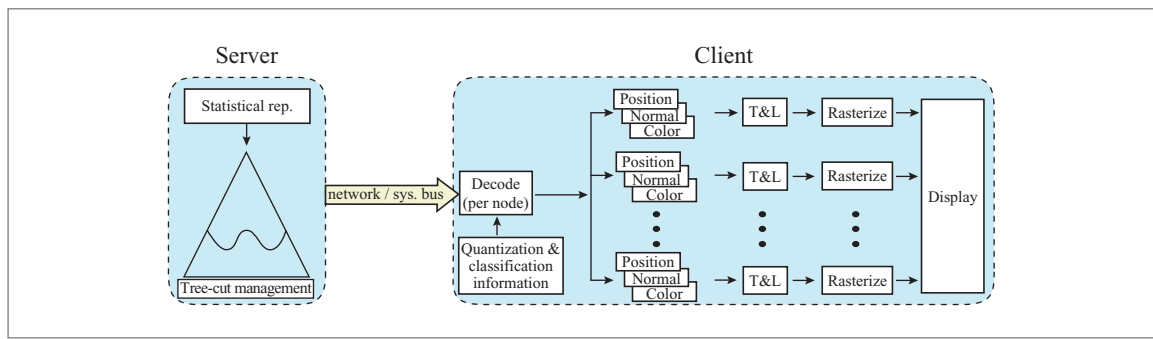 Server
Client
Statistical rep.
Tree-cut management
network / sys. bus
Decode
(per node)
Quantization &
classification
information
Position
Normal
Color
T&L
Rasterize
Position
Normal
Color
T&L
Rasterize
Position
Normal
Color
T&L
Rasterize
Display